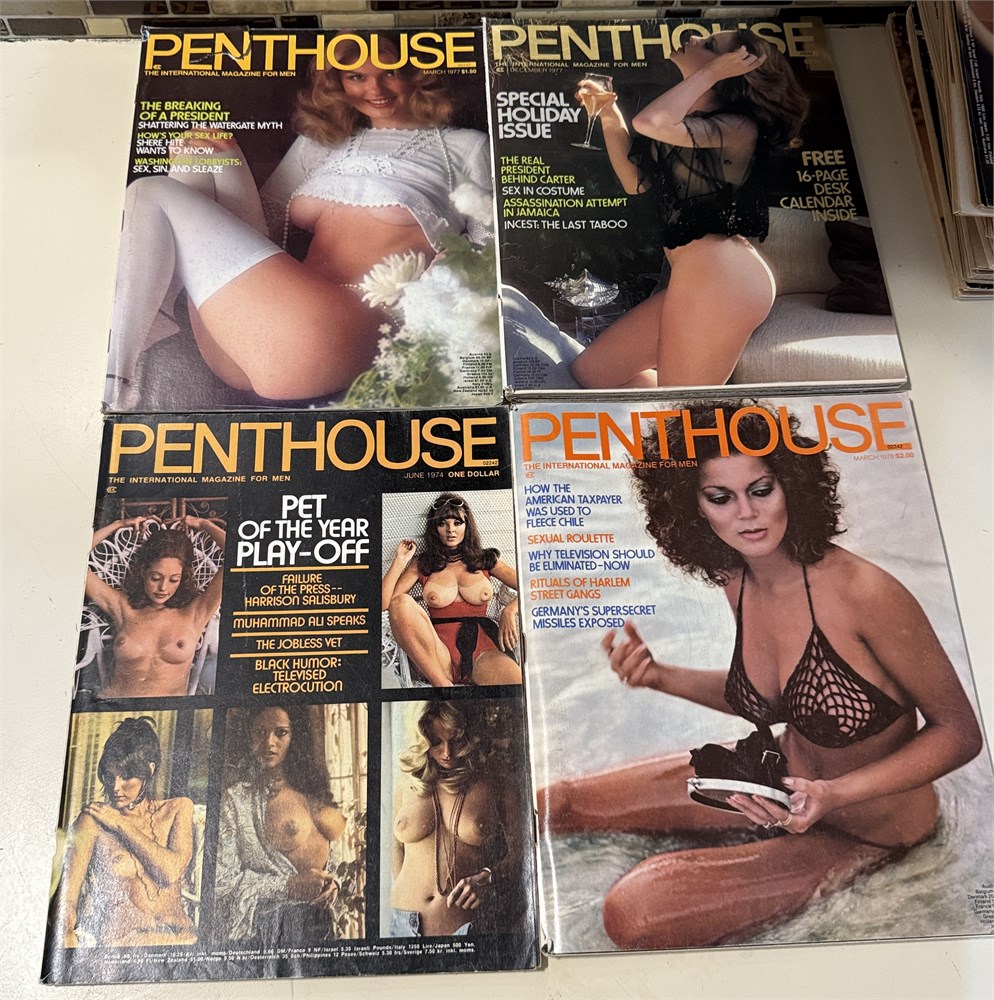 PENTHOUSE
THE INTERNATIONAL MAGAZINE FOR MEN
MARCH 1977 $1.50
THE BREAKING
OF A PRESIDENT
SHATTERING THE WATERGATE MYTH
HOW'S YOUR SEX LIFE?
SHERE HITE
WANTS TO KNOW
WASHINGTON LOBBYISTS:
SEX, SIN, AND SLEAZE
PENTHOUSE
THE INTERNATIONAL MAGAZINE FOR MEN
DECEMBER 1977
SPECIAL
HOLIDAY
ISSUE
THE REAL
PRESIDENT
BEHIND CARTER
SEX IN COSTUME
ASSASSINATION ATTEMPT
IN JAMAICA
INCEST: THE LAST TABOO
FREE
16-PAGE
DESK
CALENDAR
INSIDE
PENTHOUSE
02242
THE INTERNATIONAL MAGAZINE FOR MEN
JUNE 1974 ONE DOLLAR
PET
OF THE YEAR
PLAY-OFF
FAILURE
OF THE PRESS--
HARRISON SALISBURY
MUHAMMAD ALI SPEAKS
THE JOBLESS VET
BLACK HUMOR:
TELEVISED
ELECTROCUTION
PENTHOUSE
02242
THE INTERNATIONAL MAGAZINE FOR MEN
MARCH 1979 $2.00
HOW THE
AMERICAN TAXPAYER
WAS USED TO
FLEECE CHILE
SEXUAL ROULETTE
WHY TELEVISION SHOULD
BE ELIMINATED-NOW
RITUALS OF HARLEM
STREET GANGS
GERMANY'S SUPERSECRET
MISSILES EXPOSED